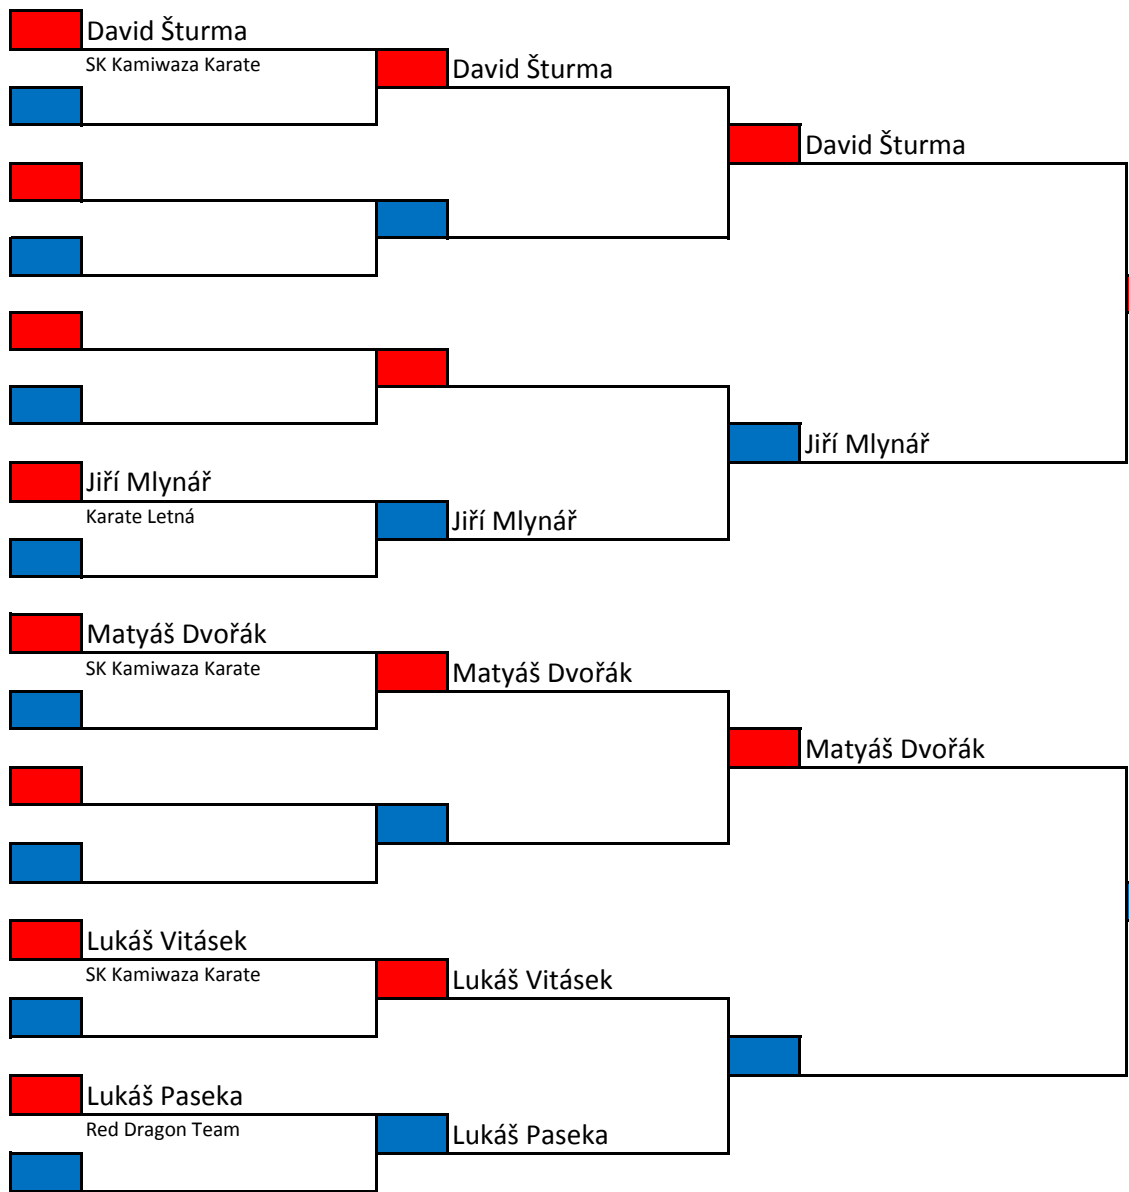 David Šturma
SK Kamiwaza Karate
David Šturma
David Šturma
Jiří Mlynář
Jiří Mlynář
Karate Letná
Jiří Mlynář
Matyáš Dvořák
SK Kamiwaza Karate
Matyáš Dvořák
Matyáš Dvořák
Lukáš Vitásek
SK Kamiwaza Karate
Lukáš Vitásek
Lukáš Paseka
Red Dragon Team
Lukáš Paseka